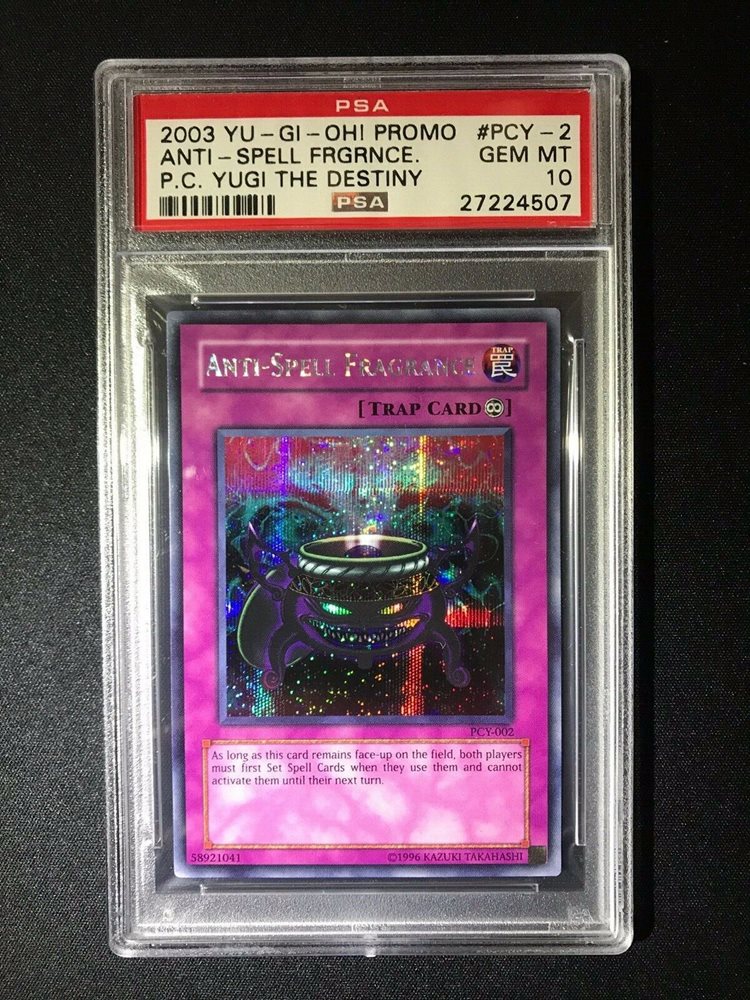 PSA
2003 YU-GI-OH! PROMO #PCY-2
ANTI-SPELL FRGRNCE. GEM MT
P.C. YUGI THE DESTINY 10
PSA 27224507
ANTI-SPELL FRAGRANCE TRAP 罠
[TRAP CARD∞]
PCY-002
As long as this card remains face-up on the field, both players
must first Set Spell Cards when they use them and cannot
activate them until their next turn.
58921041 ©1996 KAZUKI TAKAHASHI